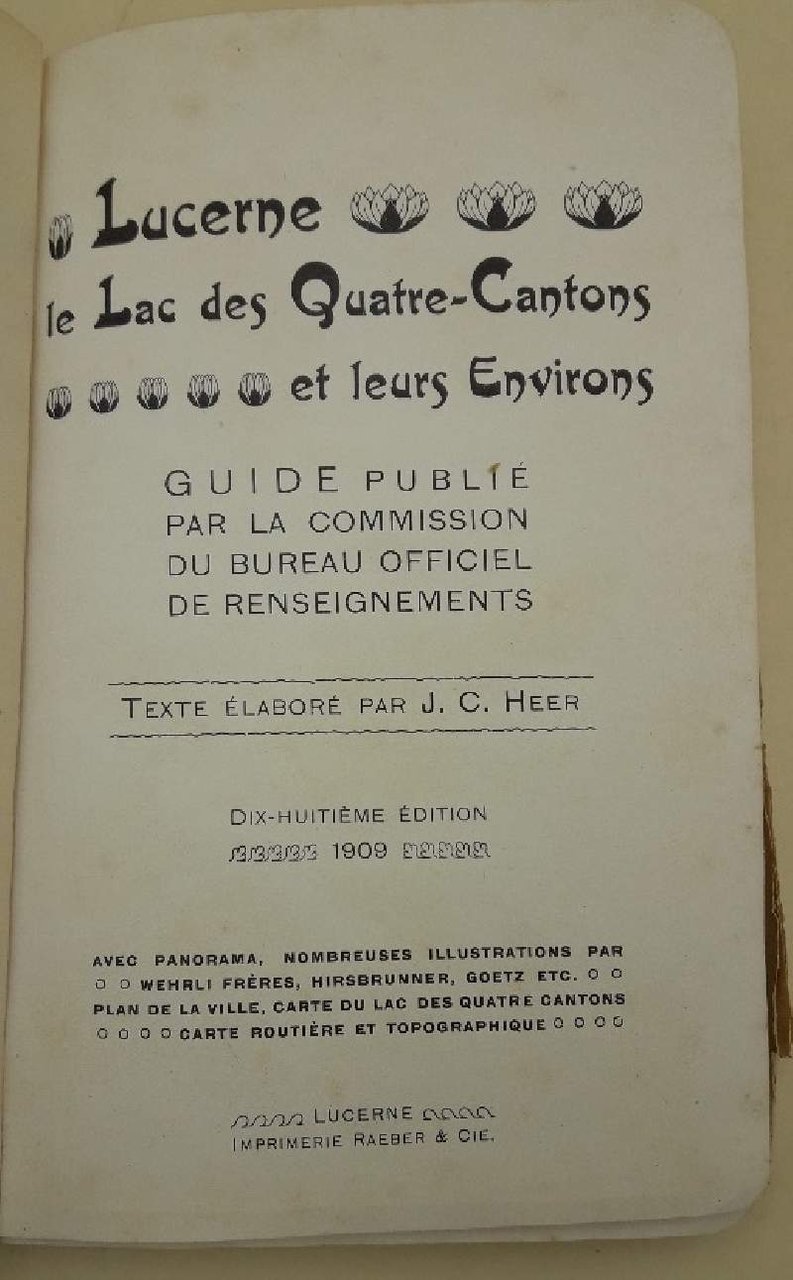 Lucerne
le Lac des Quatre-Cantons
et leurs Environs
GUIDE PUBLIÉ
PAR LA COMMISSION
DU BUREAU OFFICIEL
DE RENSEIGNEMENTS
TEXTE ÉLABORÉ PAR J. C. HEER
DIX-HUITIÈME ÉDITION
1909
AVEC PANORAMA, NOMBREUSES ILLUSTRATIONS PAR
WEHRLI FRÈRES, HIRSBRUNNER, GOETZ ETC.
PLAN DE LA VILLE, CARTE DU LAC DES QUATRE CANTONS
CARTE ROUTIÈRE ET TOPOGRAPHIQUE
LUCERNE
IMPRIMERIE RAEBER & CIE.